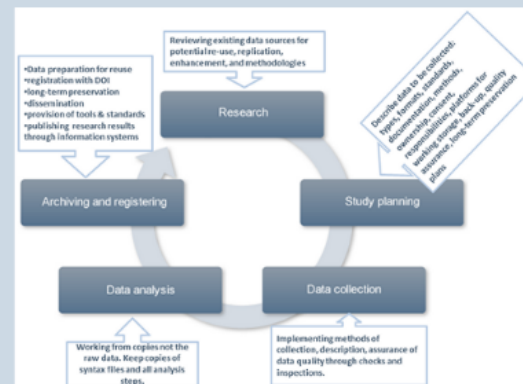 Reviewing existing data sources for
potential re-use, replication,
enhancement, and methodologies
•Data preparation for reuse
•registration with DOI
•long-term preservation
•dissemination
•provision of tools & standards
•publishing research results
through information systems
Research
Describe data to be collected:
types, formats, standards,
documentation, methods,
ownership, consent,
responsibilities, platforms for
working storage, back-up, quality
assurance, long-term preservation
plans
Archiving and registering
Study planning
Data analysis
Data collection
Working from copies not the
raw data. Keep copies of
syntax files and all analysis
steps.
Implementing methods of
collection, description, assurance of
data quality through checks and
inspections.